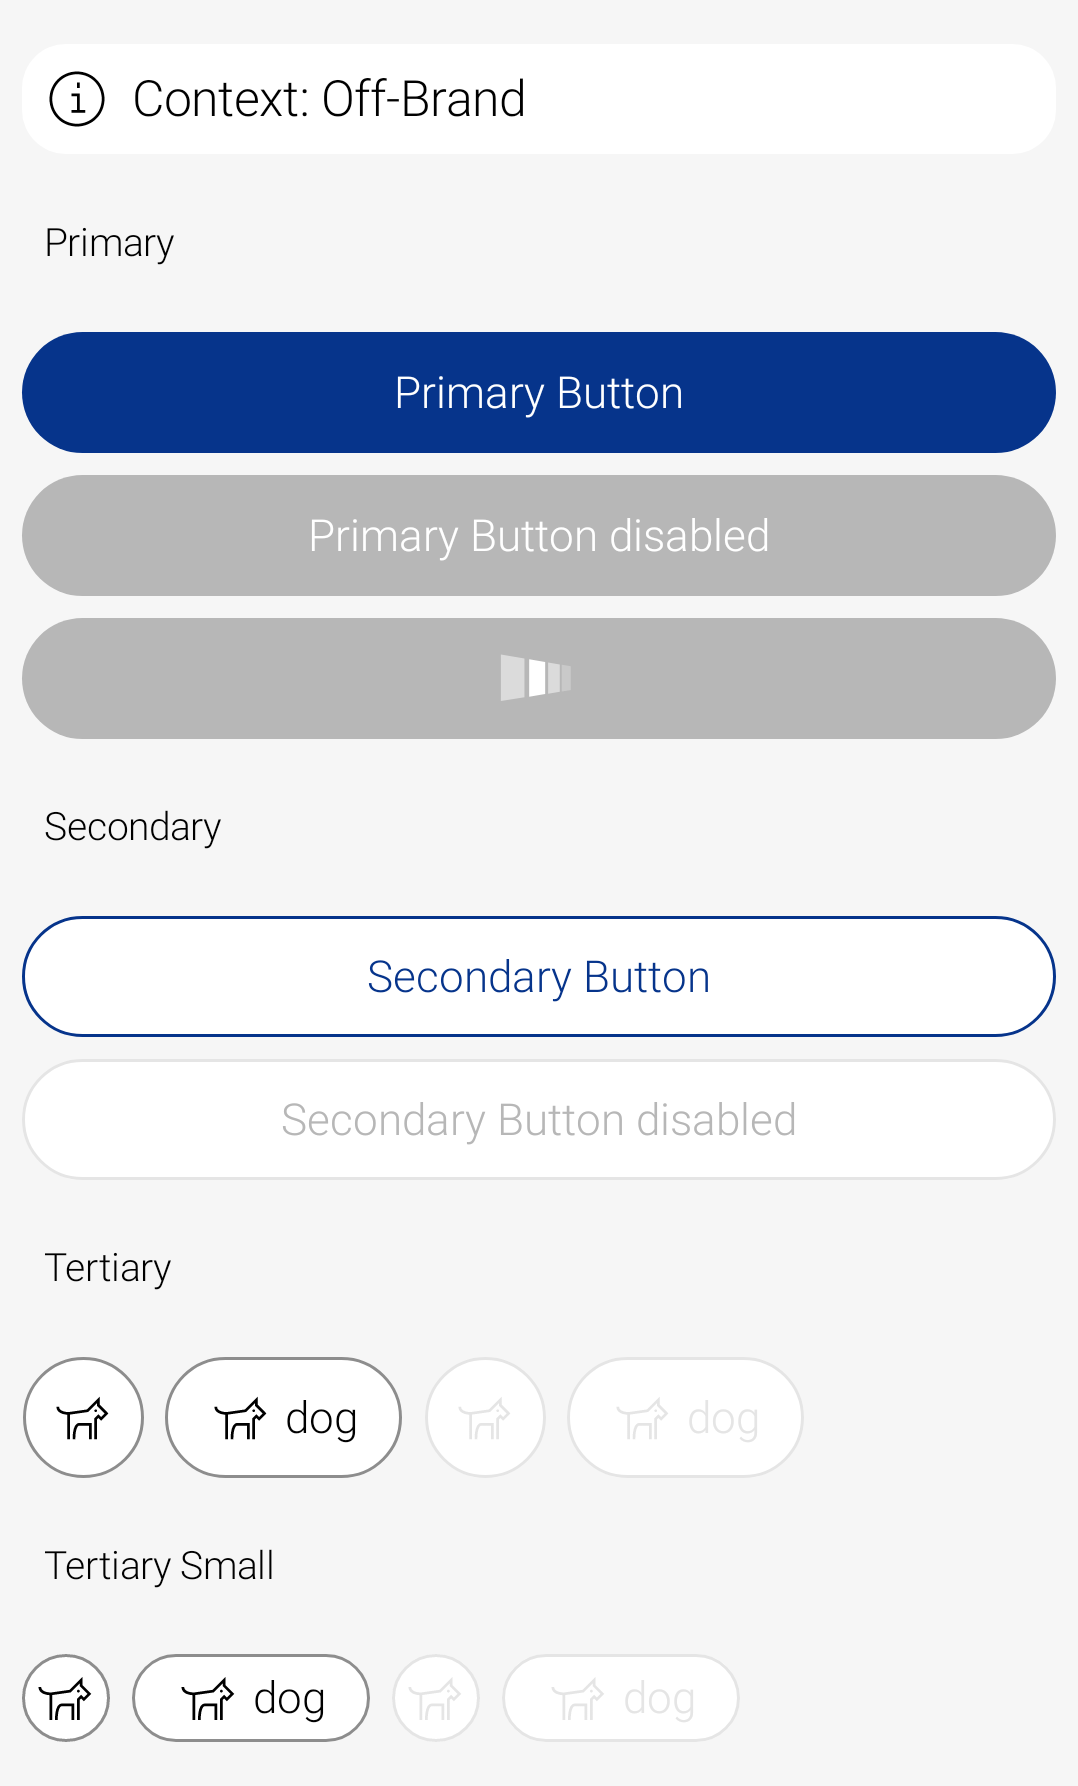 Context: Off-Brand
Primary
Primary Button
Primary Button disabled
Secondary
Secondary Button
Secondary Button disabled
Tertiary
dog dog
Tertiary Small
dog dog